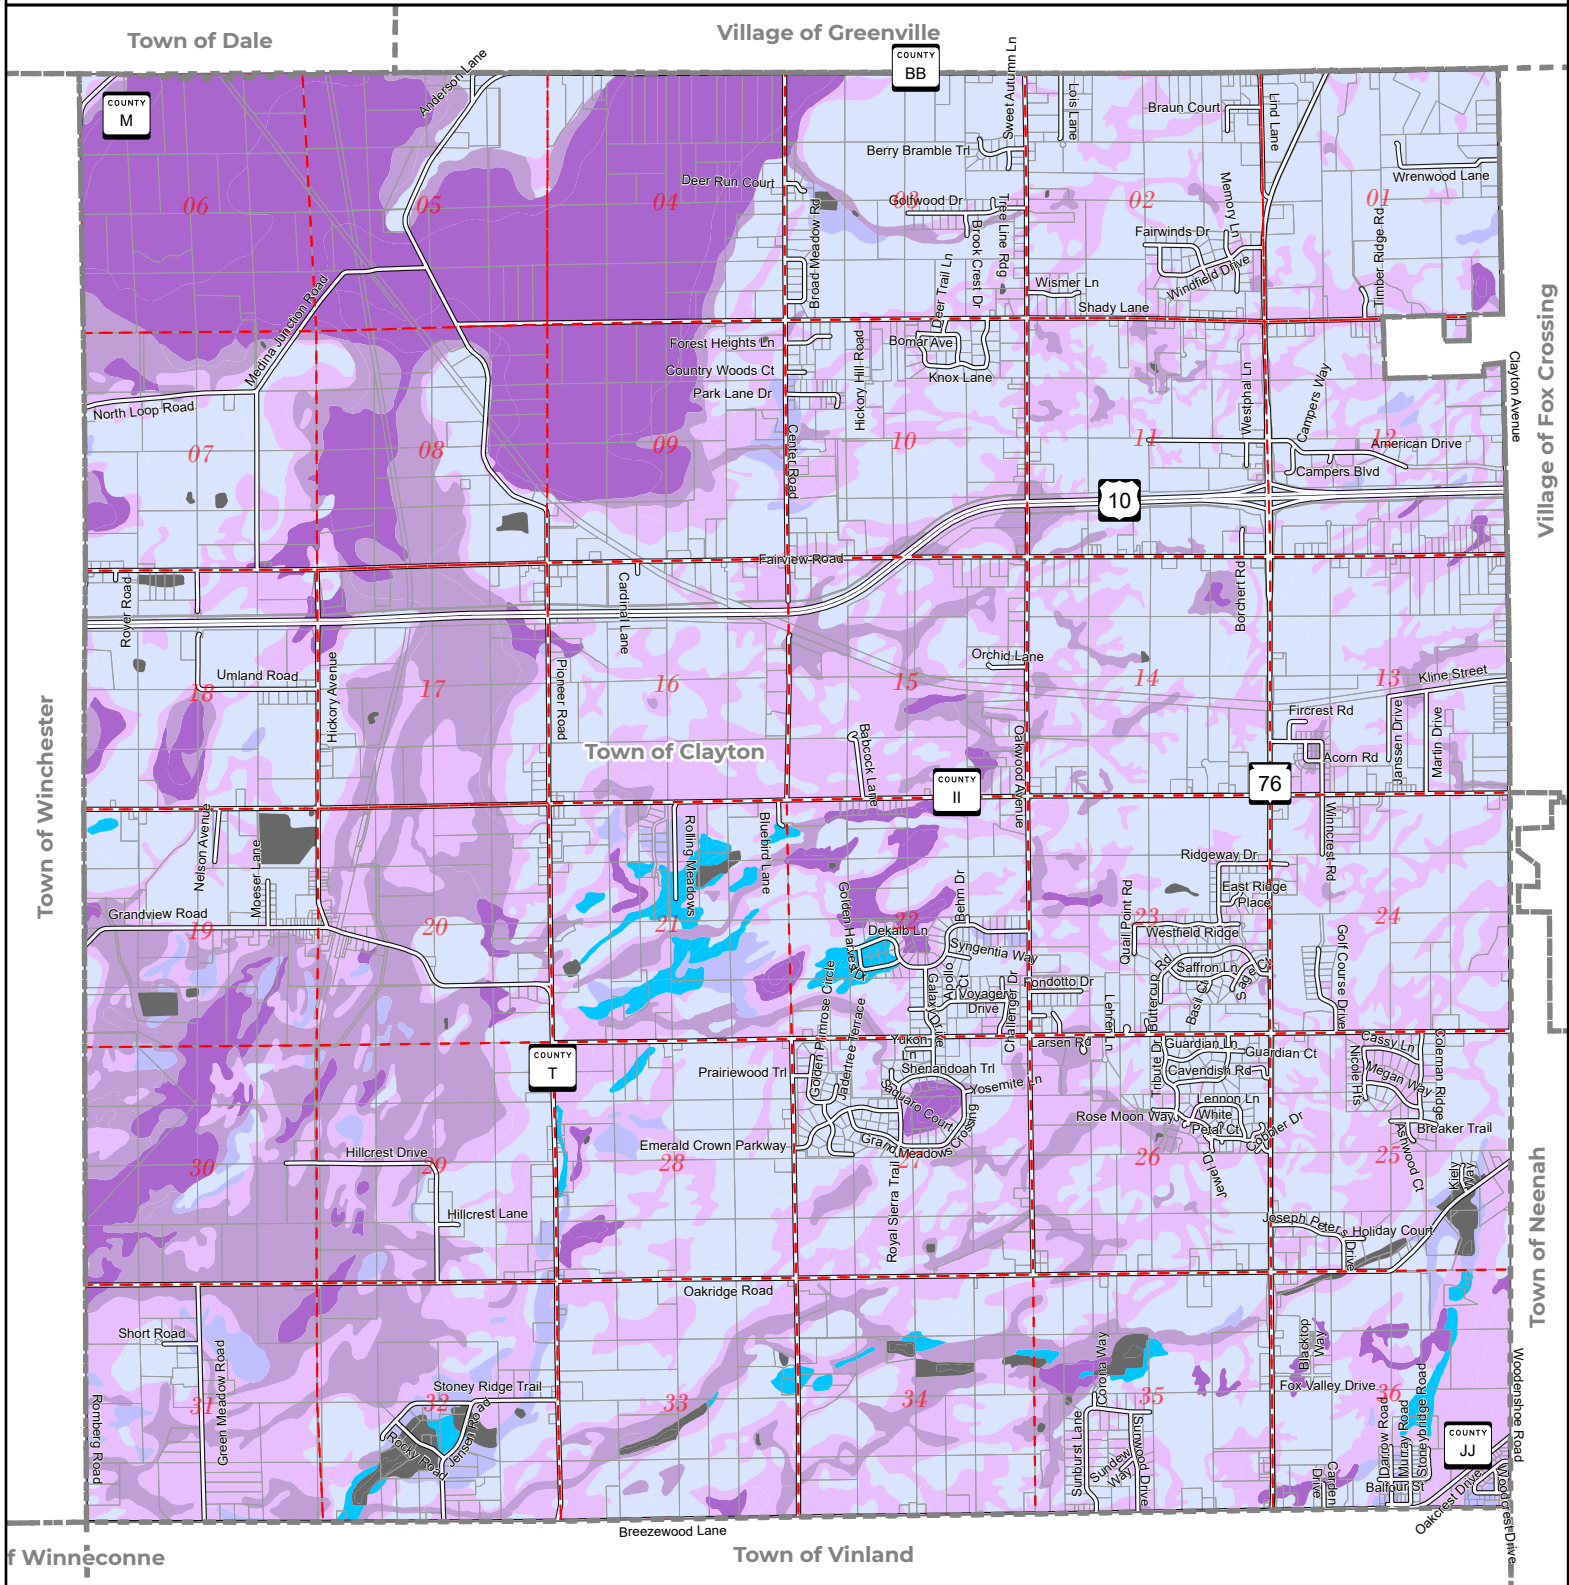 Town of Dale
Village of Greenville
COUNTY
BB
COUNTY
M
Anderson Lane
Sweet Autumn Ln
Lois Lane
Braun Court
Lind Lane
Berry Bramble Trl
Wrenwood Lane
Deer Run Court
06
05
04
03
02
01
Golfwood Dr
Memory Ln
Broad Meadow Rd
Brook Crest Dr
Tree Line Rdg
Fairwinds Dr
Timber Ridge Rd
Windfield Drive
Deer Trail Ln
Wismer Ln
Shady Lane
Medina Junction Road
Forest Heights Ln
Bomar Ave
Hickory Hill Road
Country Woods Ct
Knox Lane
Park Lane Dr
Westphal Ln
Campers Way
Clayton Avenue
Village of Fox Crossing
North Loop Road
07
08
09
10
11
12
Center Road
American Drive
Campers Blvd
10
Fairview Road
Royer Road
Cardinal Lane
Borchert Rd
Orchid Lane
Umland Road
Hickory Avenue
Pioneer Road
18
17
16
15
14
13
Kline Street
Fircrest Rd
Janssen Drive
Martin Drive
Town of Winchester
Town of Clayton
Babcock Lane
Oakwood Avenue
Acorn Rd
COUNTY
II
76
Nelson Avenue
Moeser Lane
Rolling Meadows
Bluebird Lane
Winncrest Rd
Ridgeway Dr
East Ridge
Place
Golden Harvest Dr
Behm Dr
Quail Point Rd
Grandview Road
19
20
21
22
23
24
Dekalb Ln
Westfield Ridge
Golf Course Drive
Syngentia Way
Saffron Ln
Sage Ct
Basil Ct
Buttercup Rd
Golden Primrose Circle
Apollo Ct
Galaxy Drive
Voyager
Drive
Challenger Dr
Fondotto Dr
Lehrer Ln
Jadertree Terrace
Yukon
Ln
Larsen Rd
Tribute Dr
Guardian Ln
Guardian Ct
Cassy Ln
Nicole Hts
Coleman Ridge
COUNTY
T
Prairiewood Trl
Shenandoah Trl
Cavendish Rd
Megan Way
Yosemite Ln
Saguaro Court
Lennon Ln
Rose Moon Way
White
Petal Ct
Cobbler Dr
Breaker Trail
Ashwood Ct
Emerald Crown Parkway
Grand Meadows Crossing
Hillcrest Drive
30
29
28
27
26
25
Royal Sierra Trail
Jewel Dr
Kiely
Way
Hillcrest Lane
Joseph Peters
Drive
Holiday Court
Town of Neenah
Oakridge Road
Short Road
Green Meadow Road
Blacktop
Way
Corona Way
Stoney Ridge Trail
Fox Valley Drive
31
32
33
34
35
36
Romberg Road
Rocky Road
Jensen Road
Sunburst Lane
Sundew
Way
Sunwood Drive
Darrow Road
Murray Road
Stoneybridge Road
Woodenshoe Road
COUNTY
JJ
Carden
Drive
Balfour St
Oakcrest Drive
Woodcrest Drive
Breezewood Lane
f Winneconne
Town of Vinland